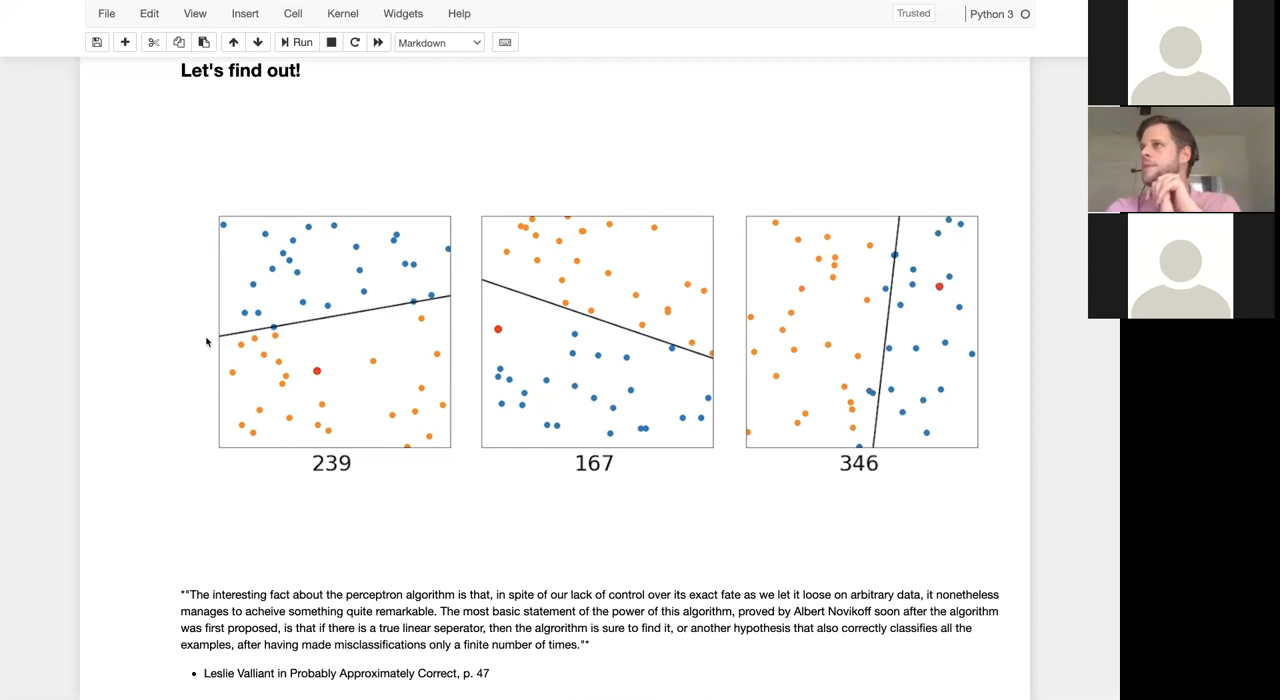 File Edit View Insert Cell Kernel Widgets Help Trusted Python 3
Run Markdown
Let's find out!
239 167 346
*"The interesting fact about the perceptron algorithm is that, in spite of our lack of control over its exact fate as we let it loose on arbitrary data, it nonetheless
manages to acheive something quite remarkable. The most basic statement of the power of this algorithm, proved by Albert Novikoff soon after the algorithm
was first proposed, is that if there is a true linear seperator, then the algrorithm is sure to find it, or another hypothesis that also correctly classifies all the
examples, after having made misclassifications only a finite number of times."*
• Leslie Valliant in Probably Approximately Correct, p. 47